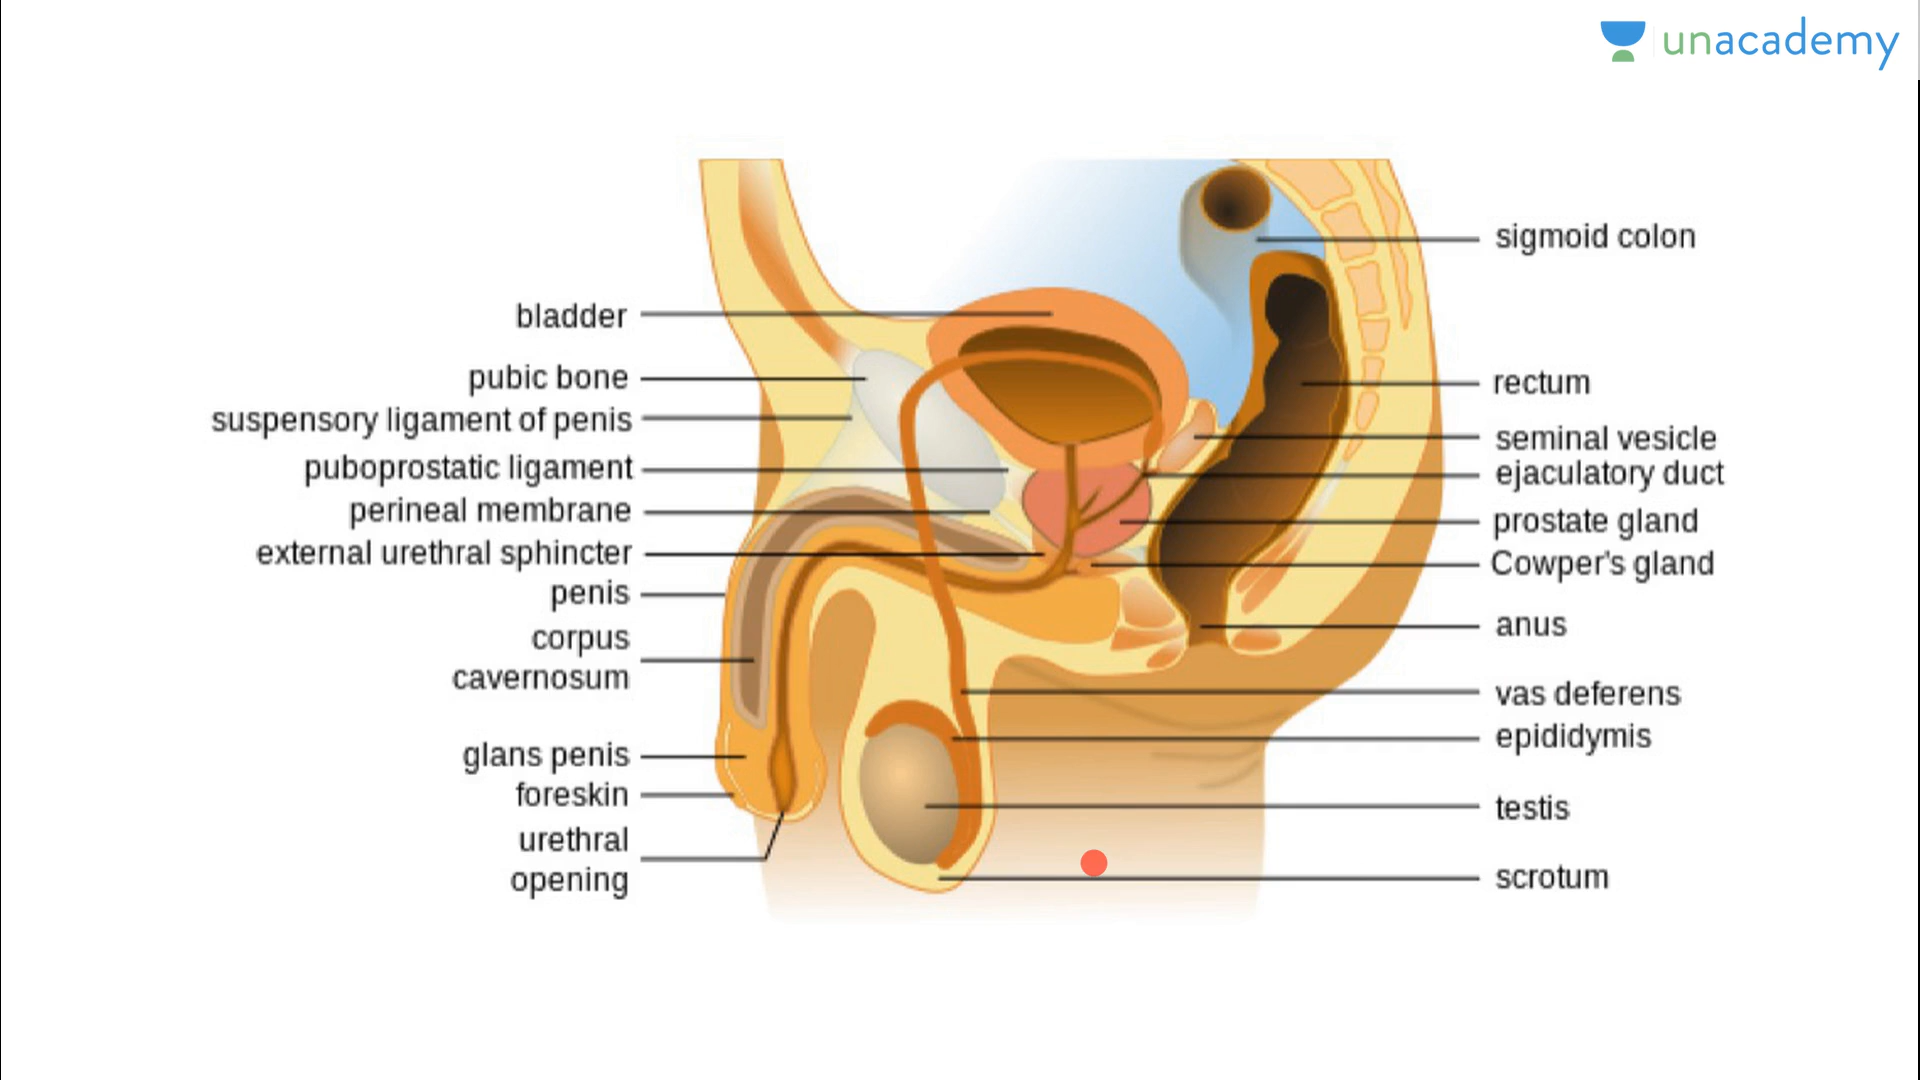 unacademy
bladder
pubic bone
suspensory ligament of penis
puboprostatic ligament
perineal membrane
external urethral sphincter
penis
corpus
cavernosum
glans penis
foreskin
urethral
opening
sigmoid colon
rectum
seminal vesicle
ejaculatory duct
prostate gland
Cowper's gland
anus
vas deferens
epididymis
testis
scrotum